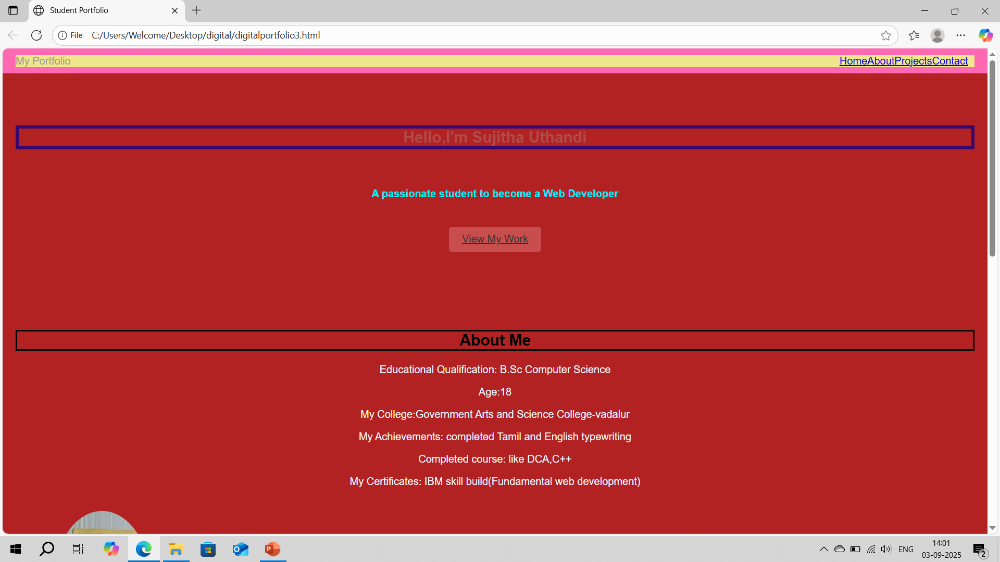 Student Portfolio
File C:/Users/Welcome/Desktop/digital/digitalportfolio3.html
My Portfolio HomeAboutProjectsContact
Hello,I'm Sujitha Uthandi
A passionate student to become a Web Developer
View My Work
About Me
Educational Qualification: B.Sc Computer Science
Age:18
My College:Government Arts and Science College-vadalur
My Achievements: completed Tamil and English typewriting
Completed course: like DCA,C++
My Certificates: IBM skill build(Fundamental web development)
ENG
14:01
03-09-2025
2